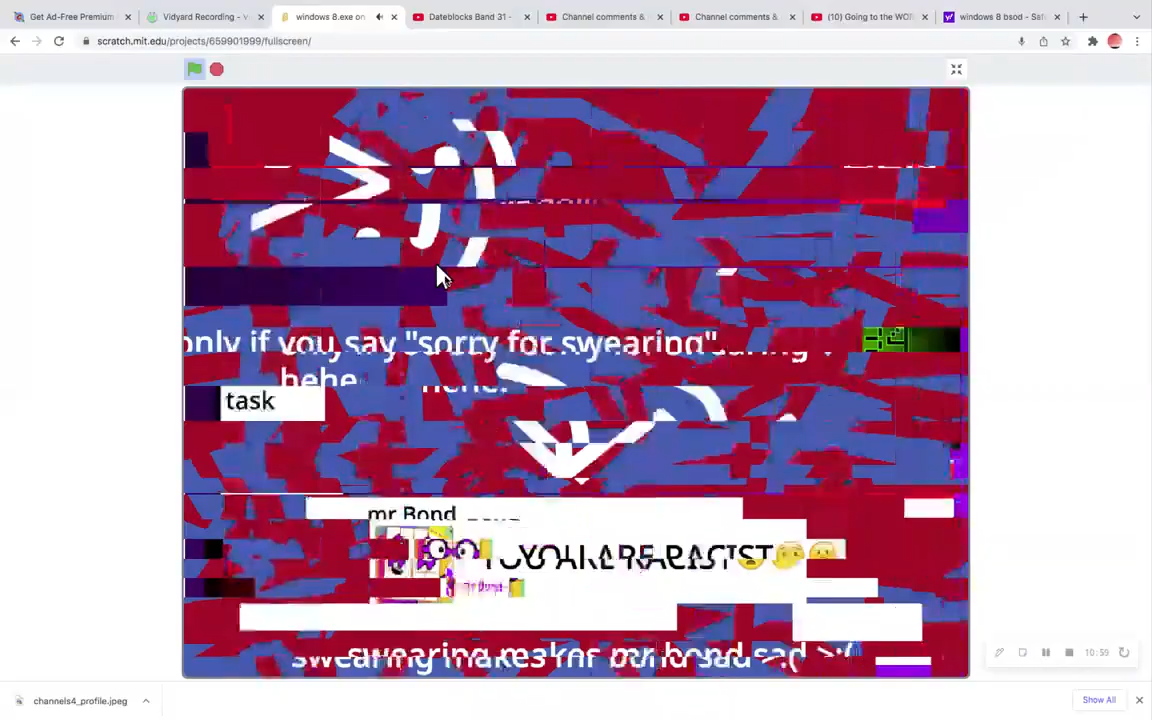 Get Ad-Free Premium
Vidyard Recording - v
windows 8.exe on
Dateblocks Band 31 -
Channel comments &
Channel comments &
(10) Going to the WOR
windows 8 bsod - Saf
scratch.mit.edu/projects/659901999/fullscreen/
only if you say "sorry for swearing"
hehe
task
mr Bond
YOU ARE RACIST
swearing makes mr bond sad >:(
10:59
channels4_profile.jpeg
Show All